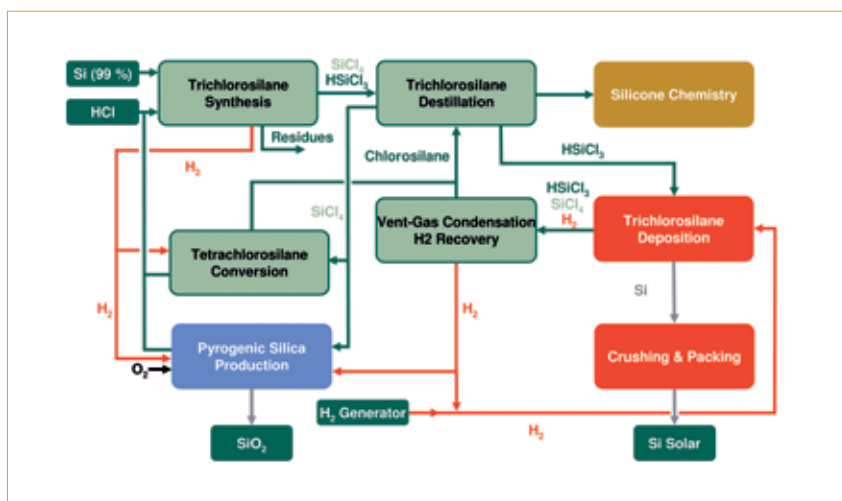 Si (99 %)
HCl
Trichlorosilane
Synthesis
SiCl₄
HSiCl₃
Trichlorosilane
Destillation
Silicone Chemistry
Residues
H₂
Chlorosilane
HSiCl₃
SiCl₄
HSiCl₃
SiCl₄
H₂
Vent-Gas Condensation
H2 Recovery
Trichlorosilane
Deposition
Tetrachlorosilane
Conversion
Si
H₂
H₂
Pyrogenic Silica
Production
Crushing & Packing
O₂
H₂ Generator
H₂
SiO₂
Si Solar